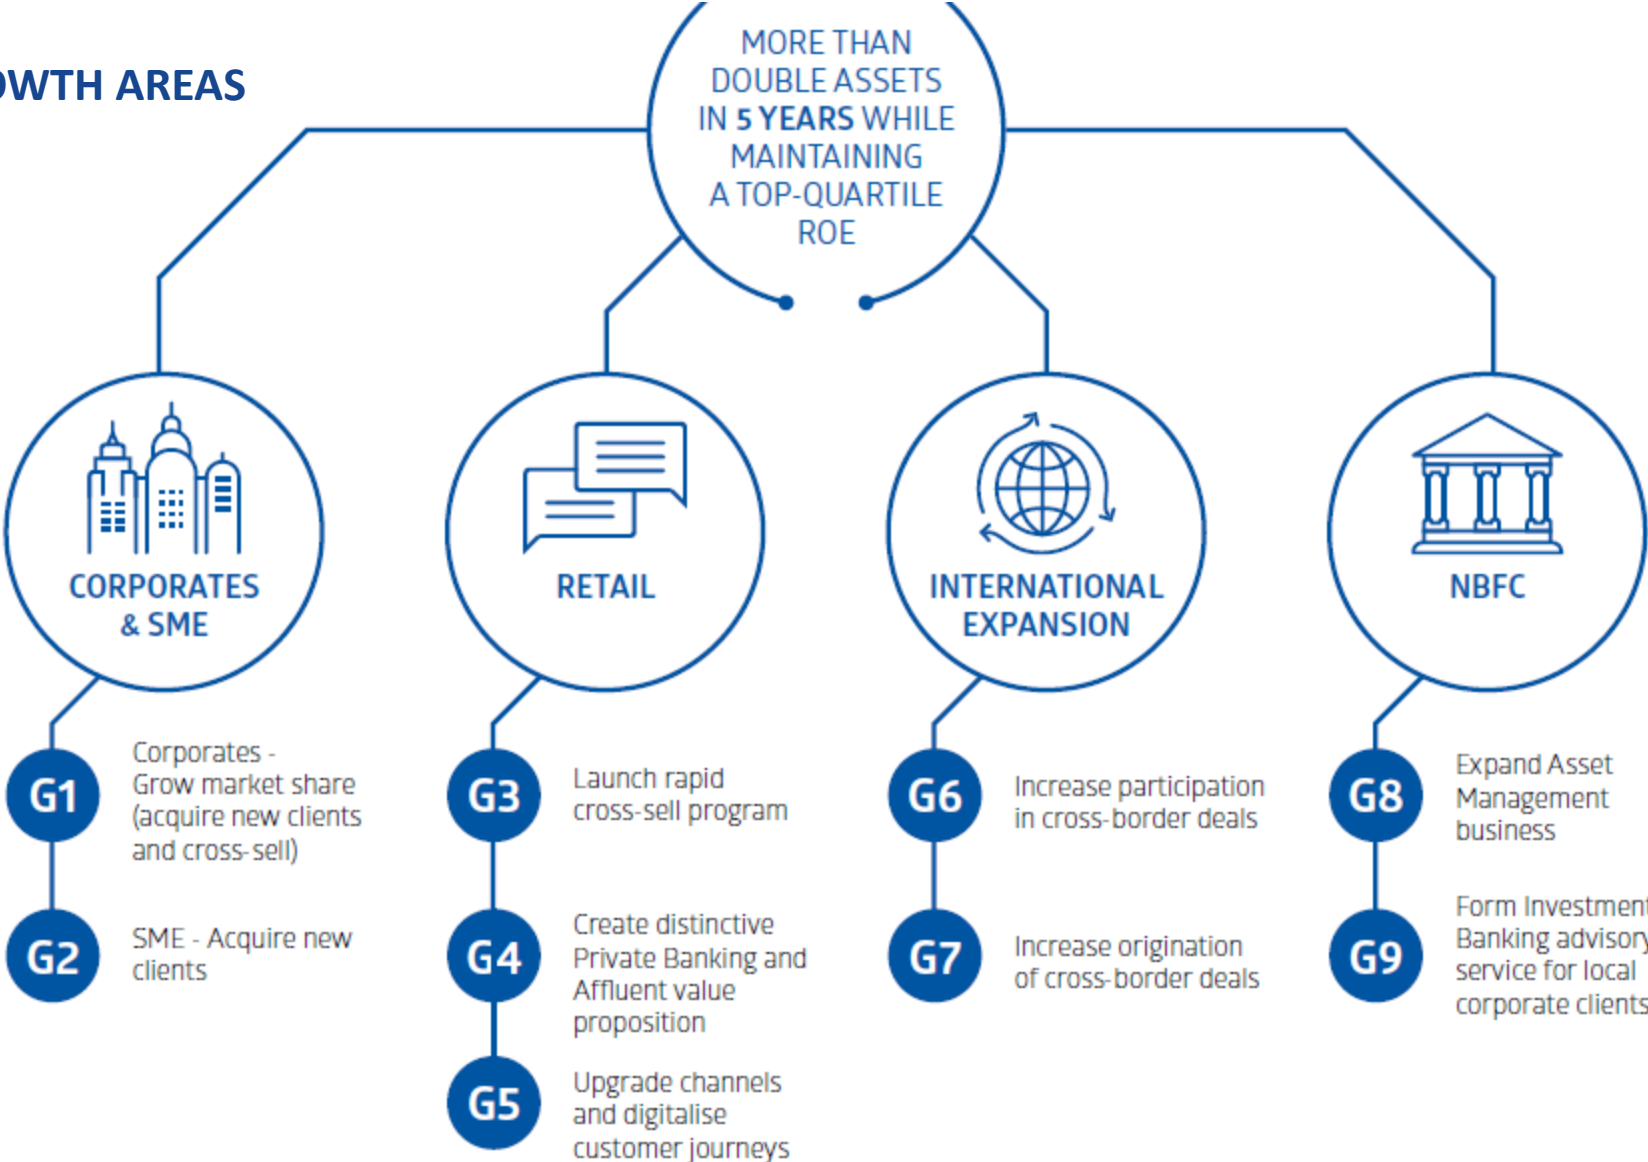 OWTH AREAS
MORE THAN
DOUBLE ASSETS
IN 5 YEARS WHILE
MAINTAINING
A TOP-QUARTILE
ROE
CORPORATES
& SME
G1
Corporates -
Grow market share
(acquire new clients
and cross-sell)
G2
SME - Acquire new
clients
RETAIL
G3
Launch rapid
cross-sell program
G4
Create distinctive
Private Banking and
Affluent value
proposition
G5
Upgrade channels
and digitalise
customer journeys
INTERNATIONAL
EXPANSION
G6
Increase participation
in cross-border deals
G7
Increase origination
of cross-border deals
NBFC
G8
Expand Asset
Management
business
G9
Form Investment
Banking advisory
service for local
corporate clients